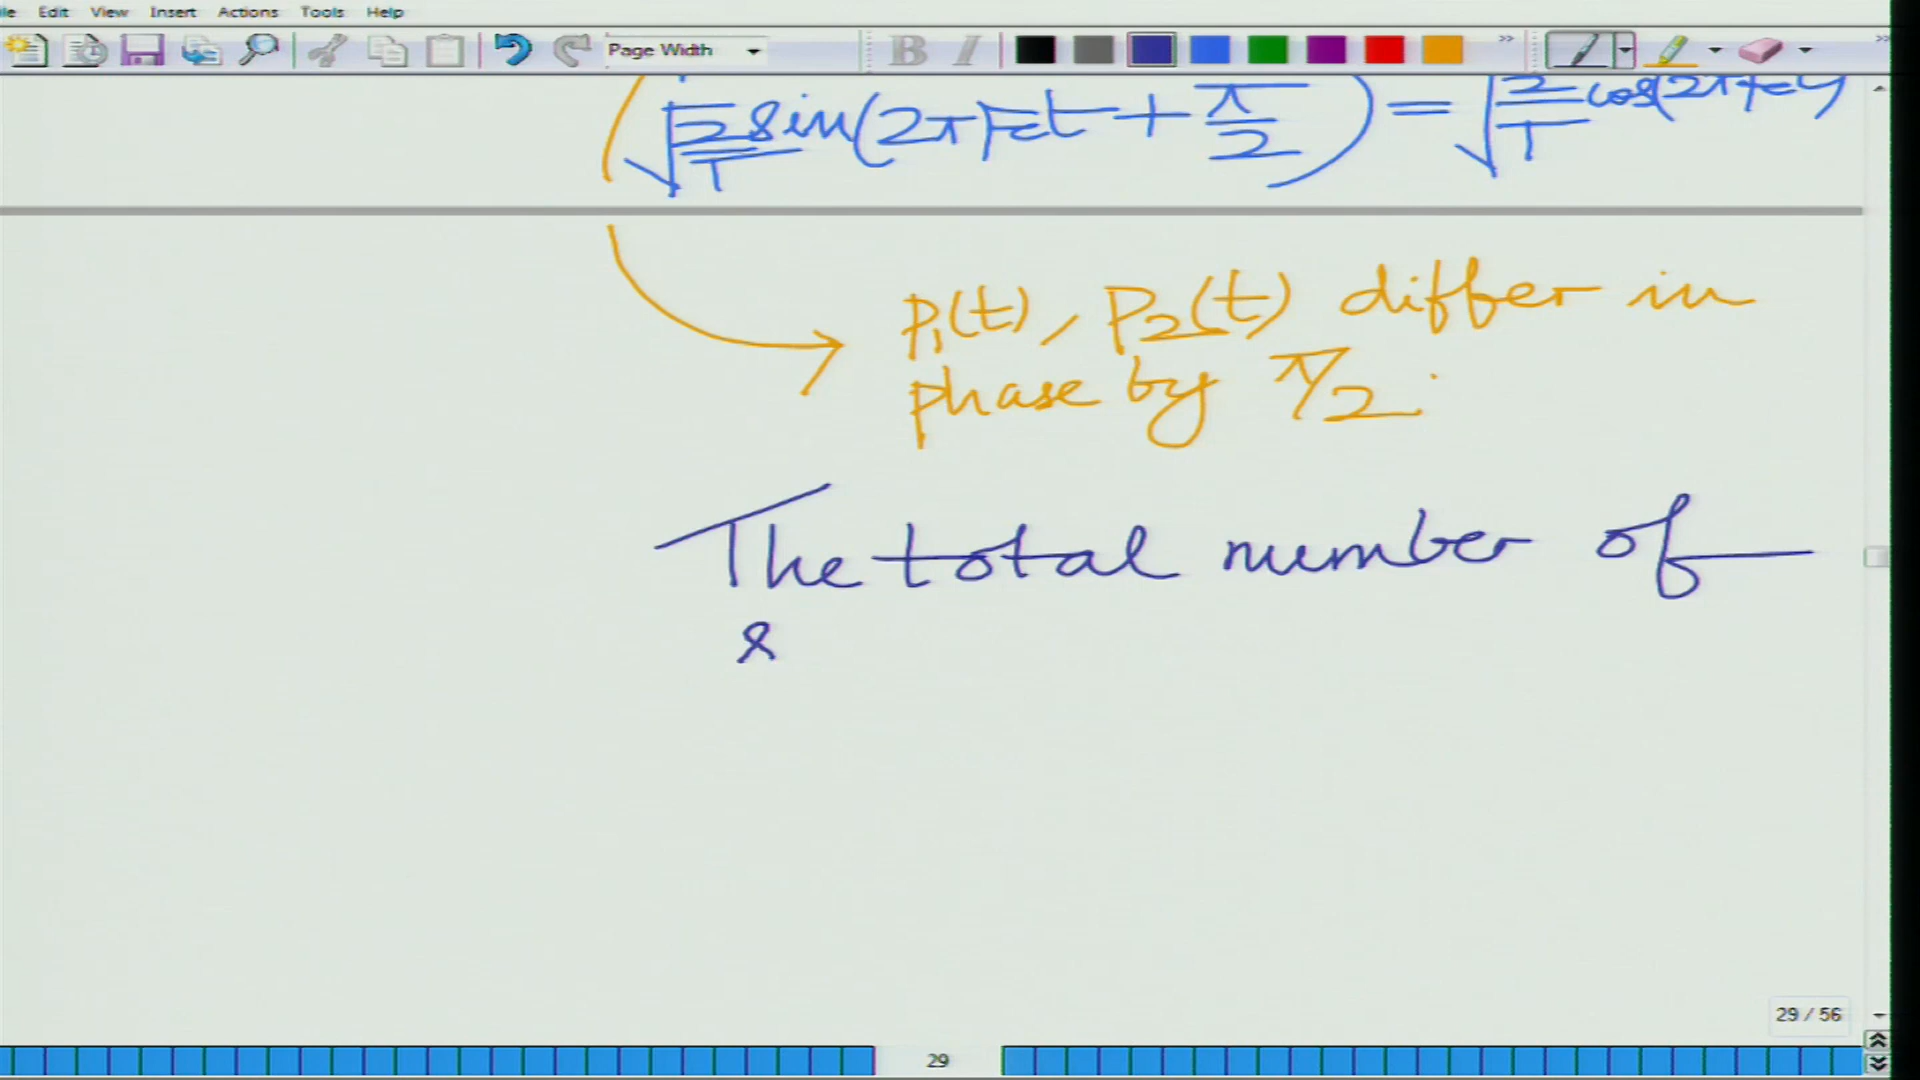 File Edit View Insert Actions Tools Help
Page Width
B I
√2/T sin(2πFct + π/2) = √2/T cos(2πFct)
p₁(t), p₂(t) differ in
phase by π/2.
The total number of
s
29 / 56
29